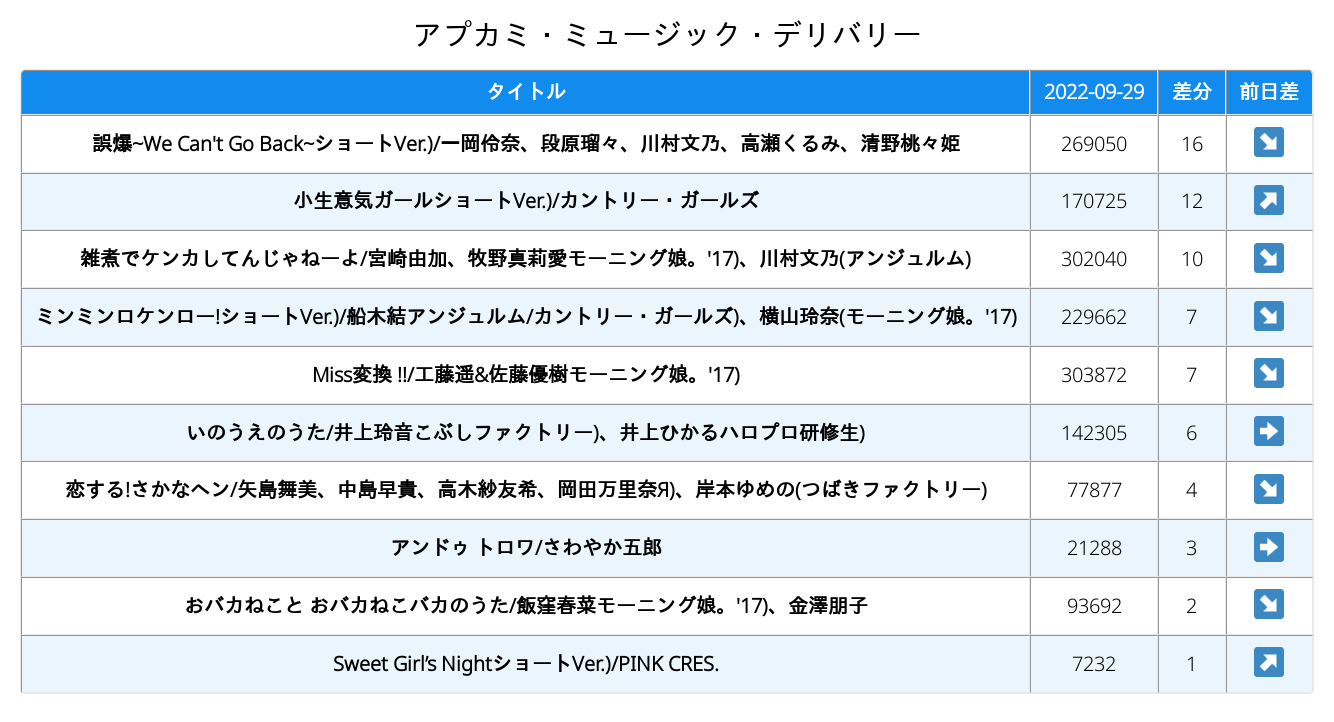 アプカミ・ミュージック・デリバリー
タイトル 2022-09-29 差分 前日差
誤爆~We Can't Go Back~ショートVer.)/一岡伶奈、段原瑠々、川村文乃、高瀬くるみ、清野桃々姫 269050 16
小生意気ガールショートVer.)/カントリー・ガールズ 170725 12
雑煮でケンカしてんじゃねーよ/宮崎由加、牧野真莉愛モーニング娘。'17)、川村文乃(アンジュルム) 302040 10
ミンミンロケンロー!ショートVer.)/船木結アンジュルム/カントリー・ガールズ)、横山玲奈(モーニング娘。'17) 229662 7
Miss変換 !!/工藤遥&佐藤優樹モーニング娘。'17) 303872 7
いのうえのうた/井上玲音こぶしファクトリー)、井上ひかるハロプロ研修生) 142305 6
恋する!さかなヘン/矢島舞美、中島早貴、高木紗友希、岡田万里奈Я)、岸本ゆめの(つばきファクトリー) 77877 4
アンドゥ トロワ/さわやか五郎 21288 3
おバカねこと おバカねこバカのうた/飯窪春菜モーニング娘。'17)、金澤朋子 93692 2
Sweet Girl’s NightショートVer.)/PINK CRES. 7232 1